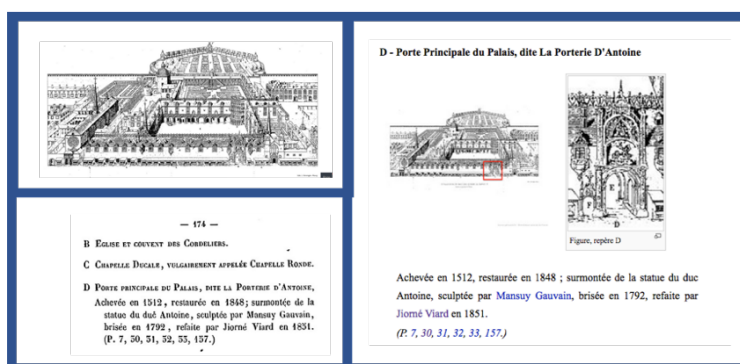 — 174 —
B Église et couvent des Cordeliers.
C Chapelle Ducale, vulgairement appelée Chapelle Ronde.
D Porte principale du Palais, dite la Porterie d'Antoine,
Achevée en 1512, restaurée en 1848; surmontée de la
statue du duc Antoine, sculptée par Mansuy Gauvain,
brisée en 1792, refaite par Jiorné Viard en 1851.
(P. 7, 30, 31, 32, 33, 157.)
D - Porte Principale du Palais, dite La Porterie D'Antoine
E
F
D
Figure, repère D
Achevée en 1512, restaurée en 1848 ; surmontée de la statue du duc
Antoine, sculptée par Mansuy Gauvain, brisée en 1792, refaite par
Jiorné Viard en 1851.
(P. 7, 30, 31, 32, 33, 157.)